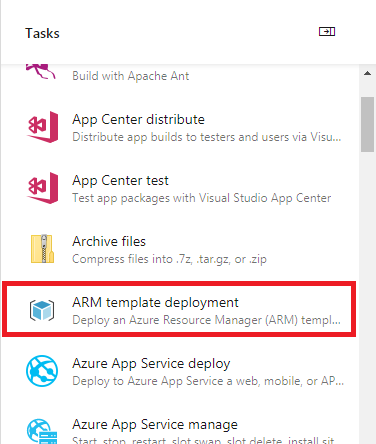 Tasks
Build with Apache Ant
App Center distribute
Distribute app builds to testers and users via Visu...
App Center test
Test app packages with Visual Studio App Center
Archive files
Compress files into .7z, .tar.gz, or .zip
ARM template deployment
Deploy an Azure Resource Manager (ARM) templ...
Azure App Service deploy
Deploy to Azure App Service a web, mobile, or AP...
Azure App Service manage
Start, stop, restart, slot swap, slot delete, install sit